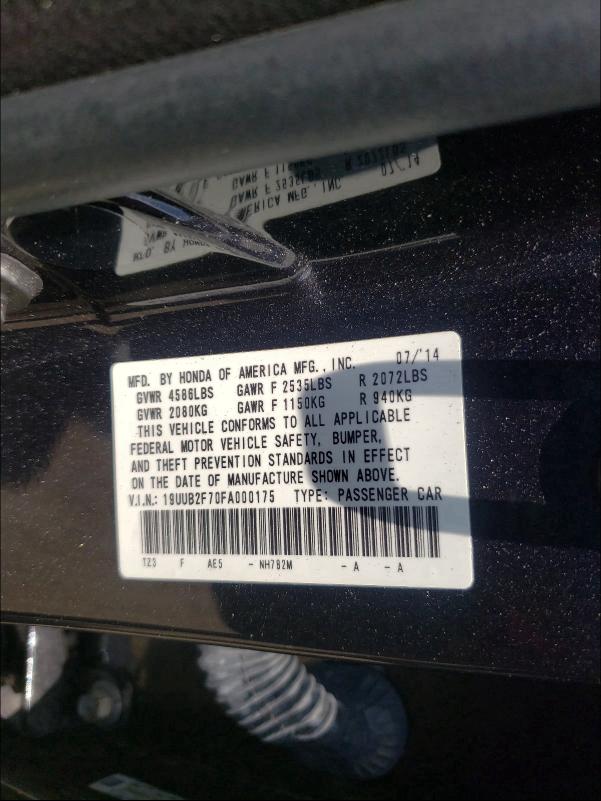 MFD. BY HONDA OF AMERICA MFG., INC. 07/'14
GVWR 4586LBS GAWR F 2535LBS R 2072LBS
GVWR 2080KG GAWR F 1150KG R 940KG
THIS VEHICLE CONFORMS TO ALL APPLICABLE
FEDERAL MOTOR VEHICLE SAFETY, BUMPER,
AND THEFT PREVENTION STANDARDS IN EFFECT
ON THE DATE OF MANUFACTURE SHOWN ABOVE.
V.I.N.: 19UUB2F70FA000175 TYPE: PASSENGER CAR
TZ3 F AE5 - NH782M - A - A